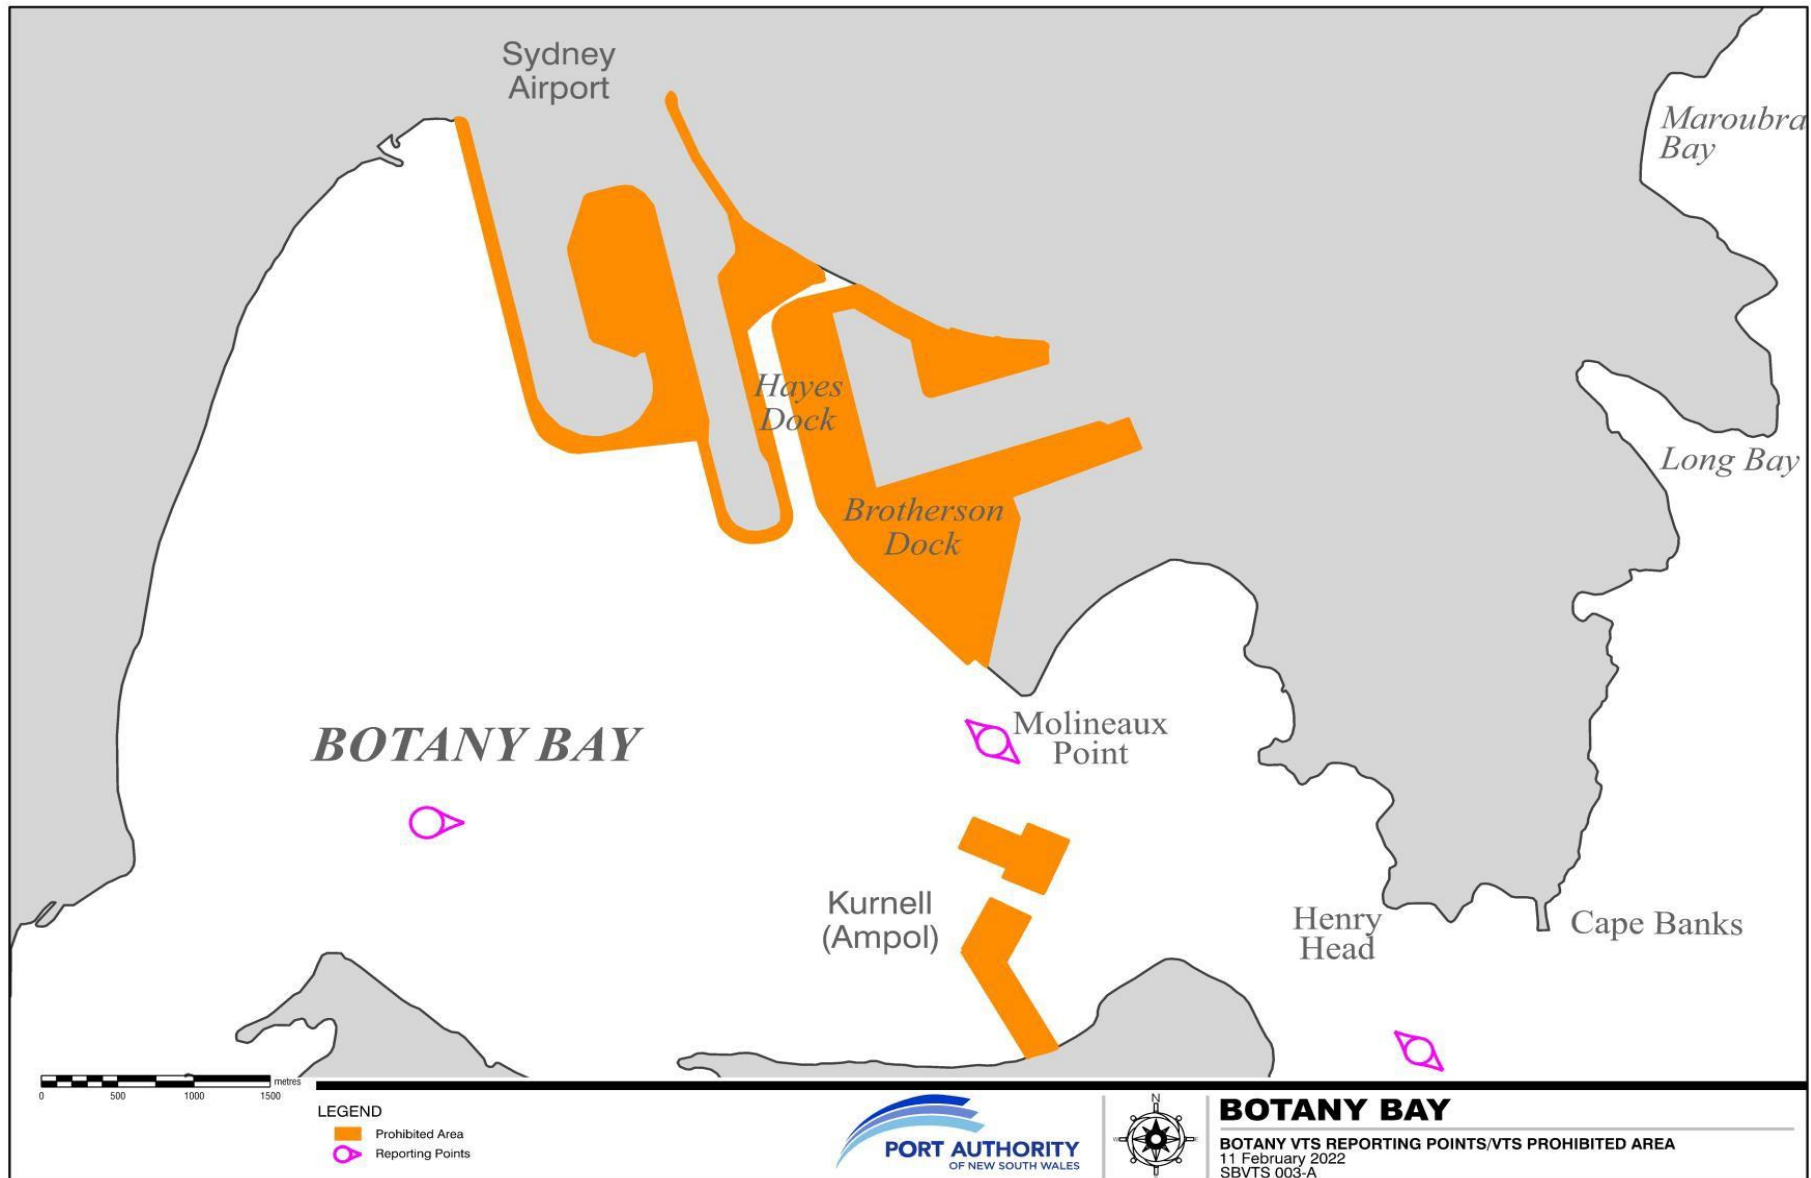 Sydney
Airport
Maroubra
Bay
Hayes
Dock
Long Bay
Brotherson
Dock
BOTANY BAY
Molineaux
Point
Kurnell
(Ampol)
Henry
Head
Cape Banks
metres
0 500 1000 1500
LEGEND
Prohibited Area
Reporting Points
PORT AUTHORITY
OF NEW SOUTH WALES
N
W
E
BOTANY BAY
BOTANY VTS REPORTING POINTS/VTS PROHIBITED AREA
11 February 2022
SBVTS 003-A